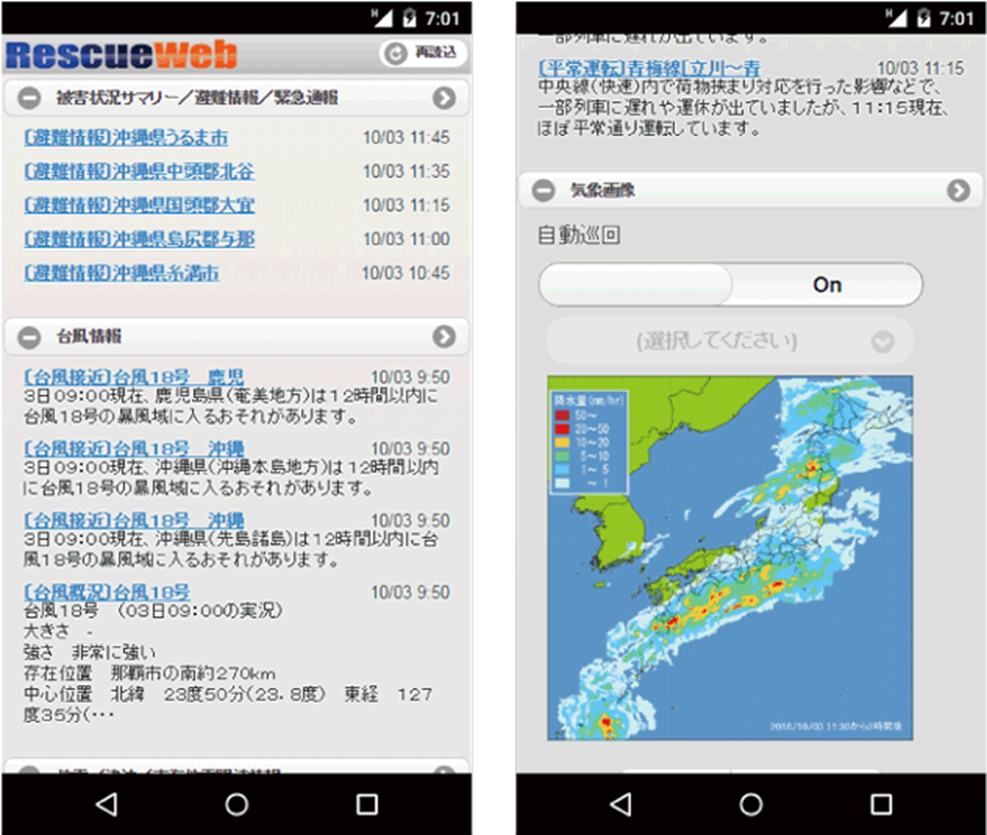 H 7:01
RescueWeb 再読込
被害状況サマリー/避難情報/緊急通報
[避難情報]沖縄県うるま市 10/03 11:45
[避難情報]沖縄県中頭郡北谷 10/03 11:35
[避難情報]沖縄県国頭郡大宜 10/03 11:15
[避難情報]沖縄県島尻郡与那 10/03 11:00
[避難情報]沖縄県糸満市 10/03 10:45
台風情報
[台風接近]台風18号 鹿児 10/03 9:50
3日09:00現在、鹿児島県(奄美地方)は12時間以内に
台風18号の暴風域に入るおそれがあります。
[台風接近]台風18号 沖縄 10/03 9:50
3日09:00現在、沖縄県(沖縄本島地方)は12時間以内
に台風18号の暴風域に入るおそれがあります。
[台風接近]台風18号 沖縄 10/03 9:50
3日09:00現在、沖縄県(先島諸島)は12時間以内に台
風18号の暴風域に入るおそれがあります。
[台風概況]台風18号 10/03 9:50
台風18号 (03日09:00の実況)
大きさ -
強さ 非常に強い
存在位置 那覇市の南約270km
中心位置 北緯 23度50分(23.8度) 東経 127
度35分(･･･
H 7:01
一部列車に遅れが出ています。
[平常運転]青梅線[立川～青 10/03 11:15
中央線(快速)内で荷物挟まり対応を行った影響などで、
一部列車に遅れや運休が出ていましたが、11:15現在、
ほぼ平常通り運転しています。
気象画像
自動巡回
On
(選択してください)
降水量(mm/hr)
50～
20～50
10～20
5～10
1～5
～1
2016/10/03 11:30から3時間後